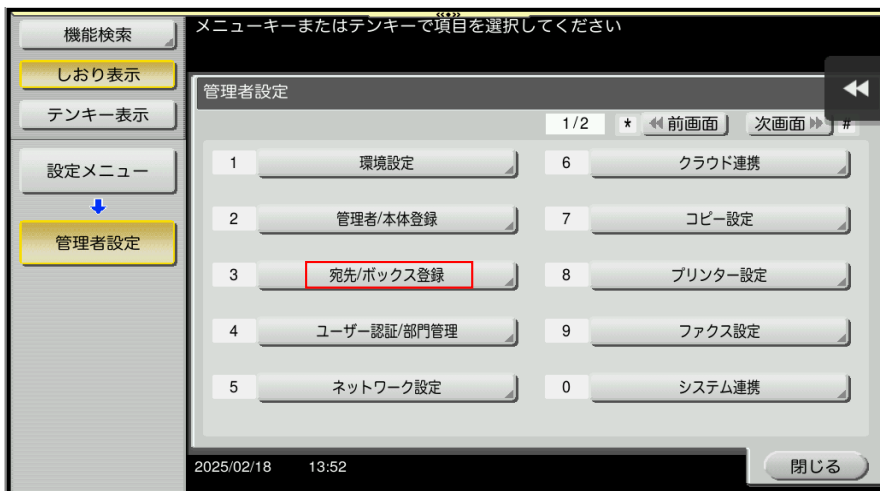 メニューキーまたはテンキーで項目を選択してください
機能検索
しおり表示
テンキー表示
設定メニュー
管理者設定
管理者設定
1/2 * 前画面 次画面 #
1 環境設定
2 管理者/本体登録
3 宛先/ボックス登録
4 ユーザー認証/部門管理
5 ネットワーク設定
6 クラウド連携
7 コピー設定
8 プリンター設定
9 ファクス設定
0 システム連携
2025/02/18 13:52
閉じる